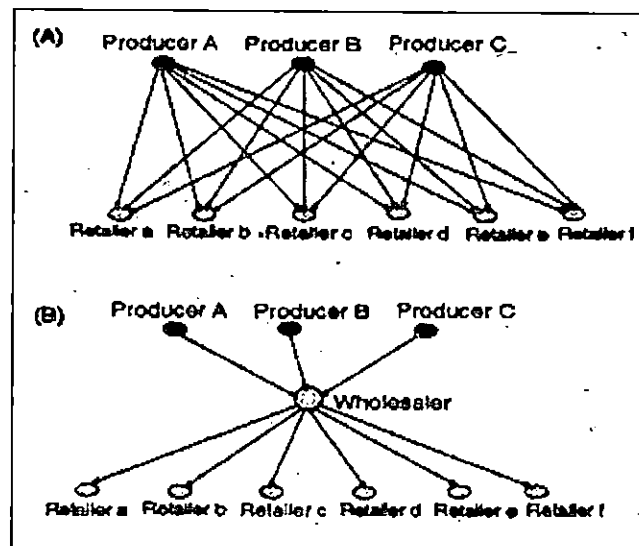 (A)
Producer A Producer B Producer C
Retailer a Retailer b Retailer c Retailer d Retailer e Retailer f
(B)
Producer A Producer B Producer C
Wholesaler
Retailer a Retailer b Retailer c Retailer d Retailer e Retailer f